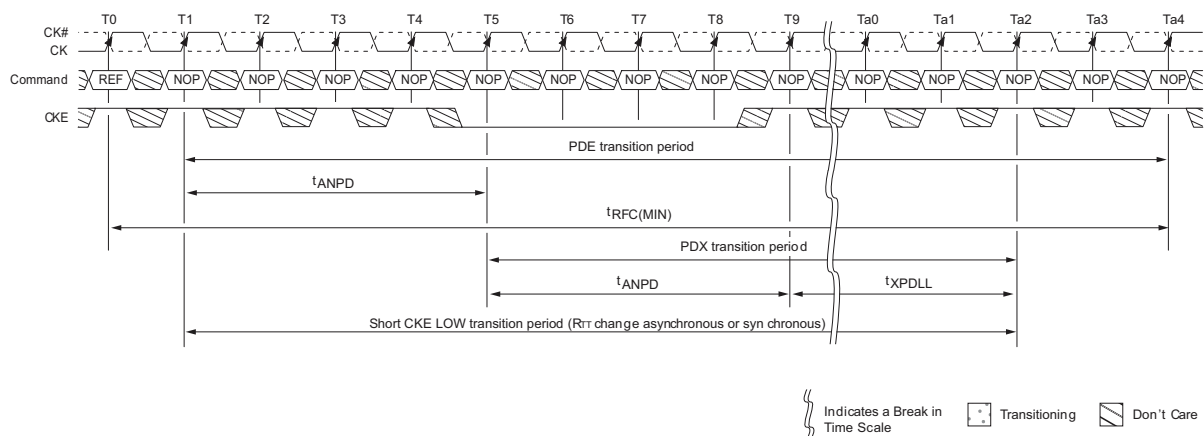 T0 T1 T2 T3 T4 T5 T6 T7 T8 T9 Ta0 Ta1 Ta2 Ta3 Ta4
CK#
CK
Command REF NOP NOP NOP NOP NOP NOP NOP NOP NOP NOP NOP NOP NOP NOP
CKE
PDE transition period
tANPD
tRFC(MIN)
PDX transition period
tANPD tXPDLL
Short CKE LOW transition period (RTT change asynchronous or syn chronous)
Indicates a Break in
Time Scale
Transitioning
Don't Care